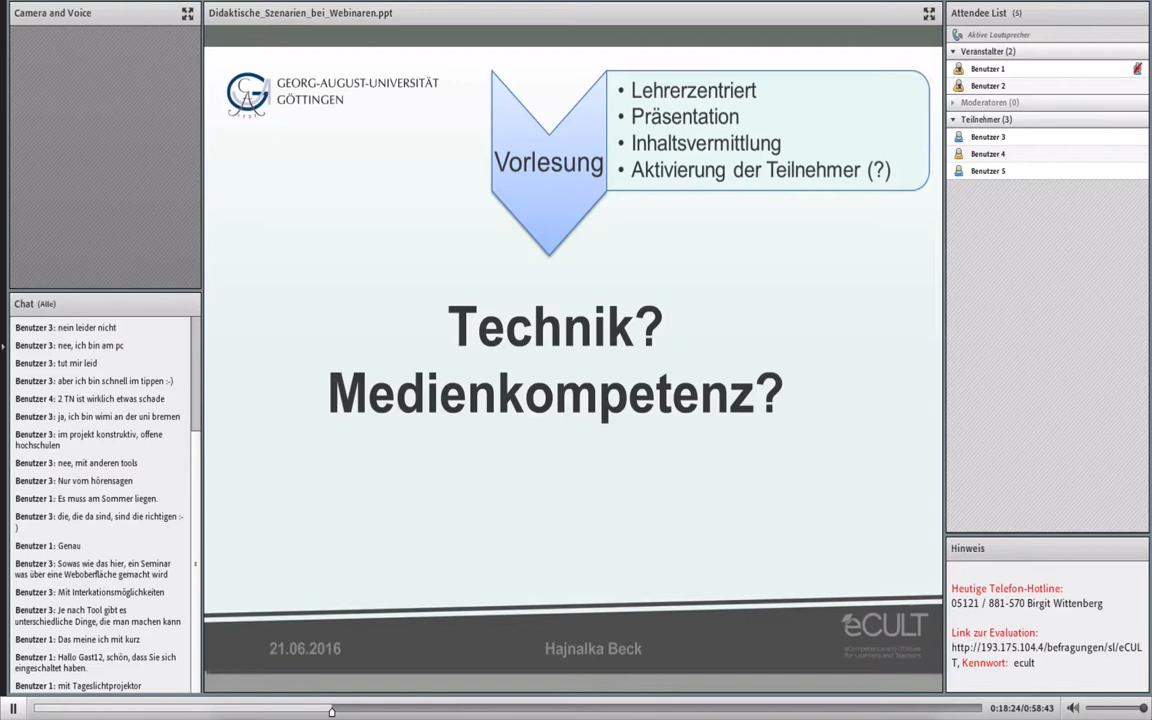 Camera and Voice
Didaktische_Szenarien_bei_Webinaren.ppt
Attendee List (5)
Aktive Lautsprecher
Veranstalter (2)
Benutzer 1
Benutzer 2
Moderatoren (0)
Teilnehmer (3)
Benutzer 3
Benutzer 4
Benutzer 5
GEORG-AUGUST-UNIVERSITÄT
GÖTTINGEN
Vorlesung
• Lehrerzentriert
• Präsentation
• Inhaltsvermittlung
• Aktivierung der Teilnehmer (?)
Technik?
Medienkompetenz?
21.06.2016
Hajnalka Beck
eCULT
Chat (Alle)
Benutzer 3: nein leider nicht
Benutzer 3: nee, ich bin am pc
Benutzer 3: tut mir leid
Benutzer 3: aber ich bin schnell im tippen :-)
Benutzer 4: 2 TN ist wirklich etwas schade
Benutzer 3: ja, ich bin wimi an der uni bremen
Benutzer 3: im projekt konstruktiv, offene
hochschulen
Benutzer 3: nee, mit anderen tools
Benutzer 3: Nur vom hörensagen
Benutzer 1: Es muss am Sommer liegen.
Benutzer 3: die, die da sind, sind die richtigen :-
)
Benutzer 1: Genau
Benutzer 3: Sowas wie das hier, ein Seminar
was über eine Weboberfläche gemacht wird
Benutzer 3: Mit Interkationsmöglichkeiten
Benutzer 3: Je nach Tool gibt es
unterschiedliche Dinge, die man machen kann
Benutzer 1: Das meine ich mit kurz
Benutzer 1: Hallo Gast12, schön, dass Sie sich
eingeschaltet haben.
Benutzer 1: mit Tageslichtprojektor
Hinweis
Heutige Telefon-Hotline:
05121 / 881-570 Birgit Wittenberg
Link zur Evaluation:
http://193.175.104.4/befragungen/sl/eCUL
T, Kennwort: ecult
0:18:24/0:58:43